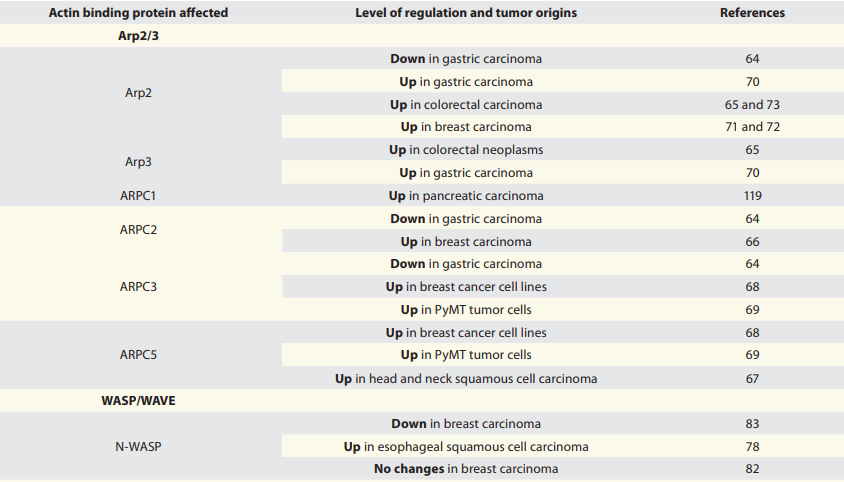 Actin binding protein affected Level of regulation and tumor origins References
Arp2/3
Arp2
Down in gastric carcinoma 64
Up in gastric carcinoma 70
Up in colorectal carcinoma 65 and 73
Up in breast carcinoma 71 and 72
Arp3
Up in colorectal neoplasms 65
Up in gastric carcinoma 70
ARPC1 Up in pancreatic carcinoma 119
ARPC2
Down in gastric carcinoma 64
Up in breast carcinoma 66
ARPC3
Down in gastric carcinoma 64
Up in breast cancer cell lines 68
Up in PyMT tumor cells 69
ARPC5
Up in breast cancer cell lines 68
Up in PyMT tumor cells 69
Up in head and neck squamous cell carcinoma 67
WASP/WAVE
N-WASP
Down in breast carcinoma 83
Up in esophageal squamous cell carcinoma 78
No changes in breast carcinoma 82